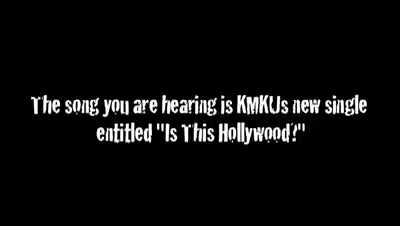 The song you are hearing is KMKUs new single
entitled "Is This Hollywood?"